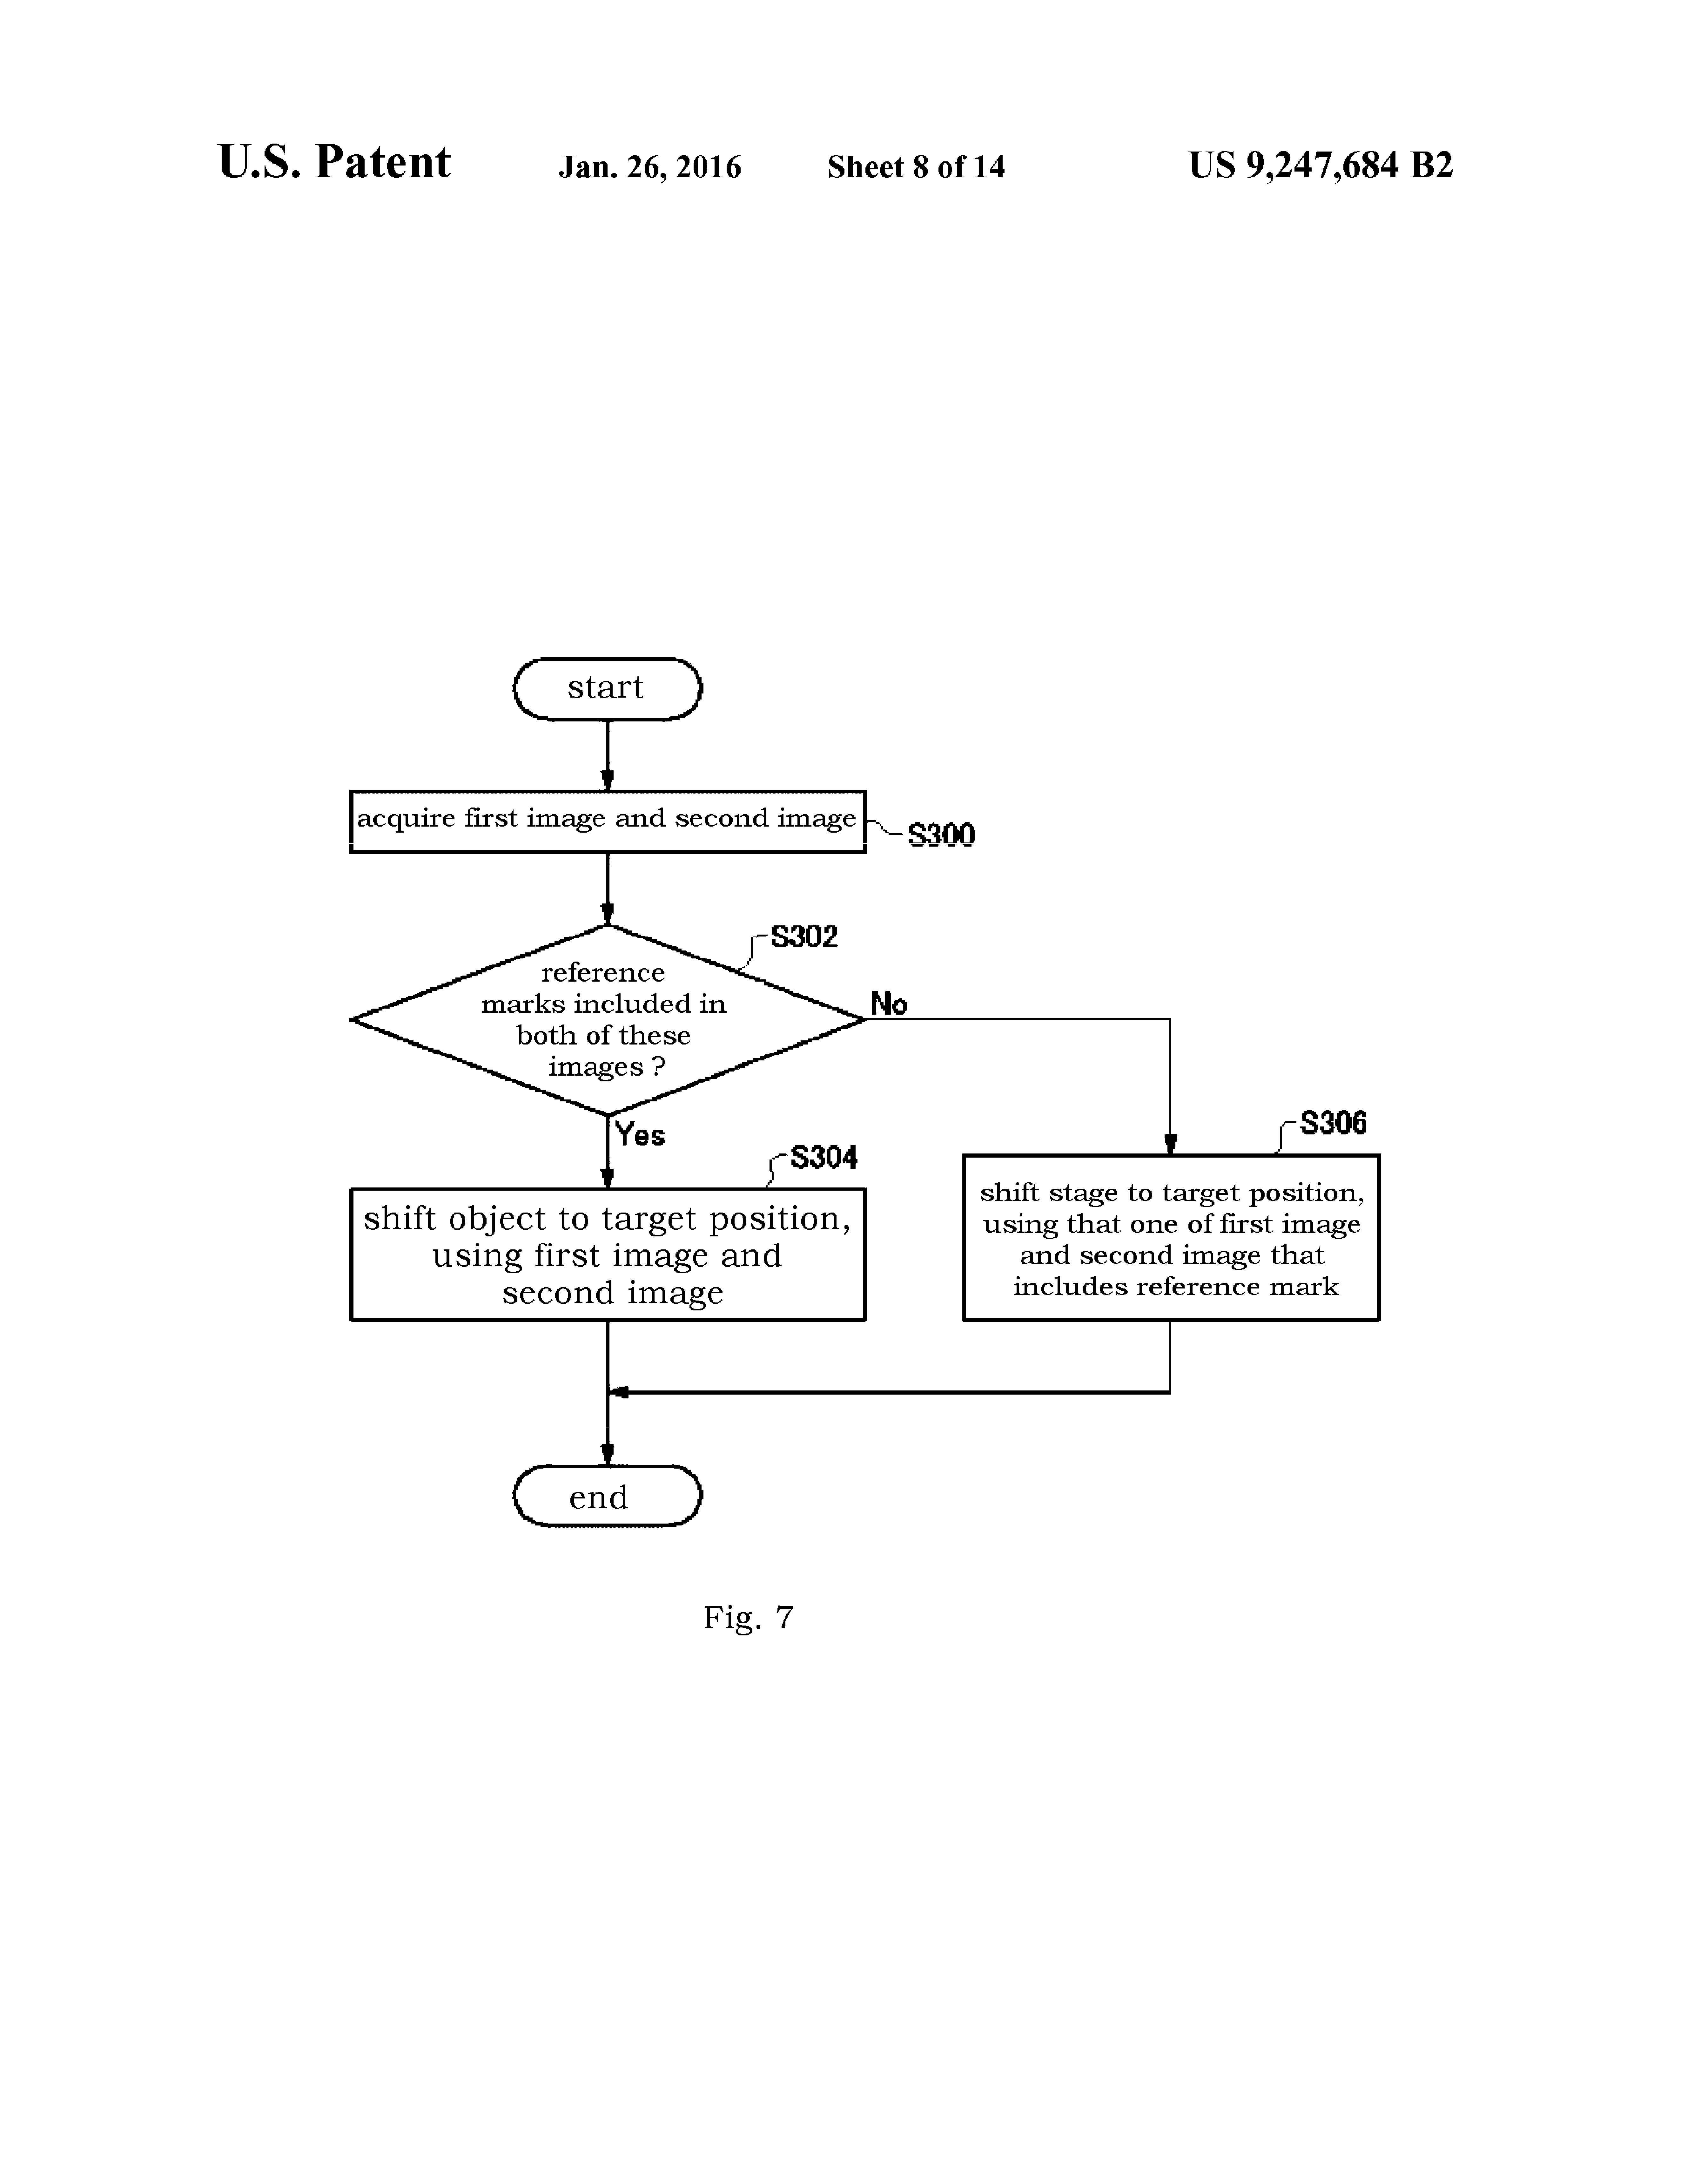 U.S. Patent Jan. 26, 2016 Sheet 8 of 14 US 9,247,684 B2
start
acquire first image and second image
S300
S302
reference
marks included in
both of these
images ?
No
Yes
S304
shift object to target position,
using first image and
second image
S306
shift stage to target position,
using that one of first image
and second image that
includes reference mark
end
Fig. 7